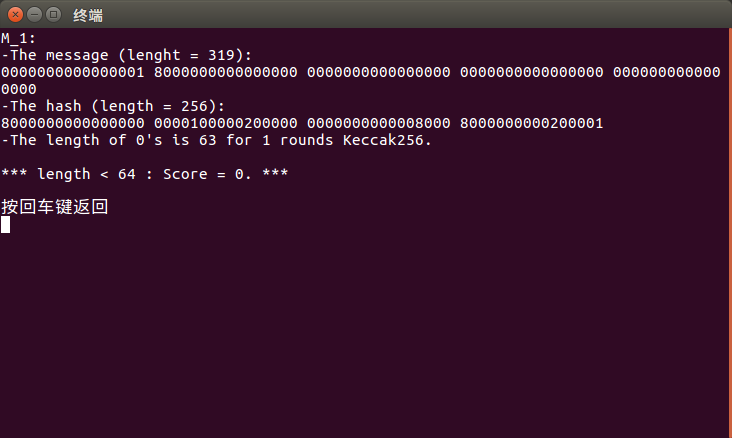 终端
M_1:
-The message (lenght = 319):
0000000000000001 8000000000000000 0000000000000000 0000000000000000 000000000000
0000
-The hash (length = 256):
8000000000000000 0000100000200000 0000000000008000 8000000000200001
-The length of 0's is 63 for 1 rounds Keccak256.
*** length < 64 : Score = 0. ***
按回车键返回